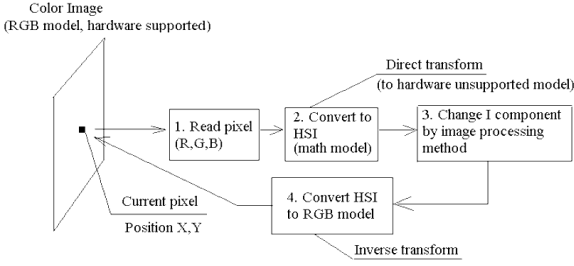 Color Image
(RGB model, hardware supported)
Direct transform
(to hardware unsupported model)
1. Read pixel
(R,G,B)
2. Convert to
HSI
(math model)
3. Change I component
by image processing
method
4. Convert HSI
to RGB model
Current pixel
Position X,Y
Inverse transform